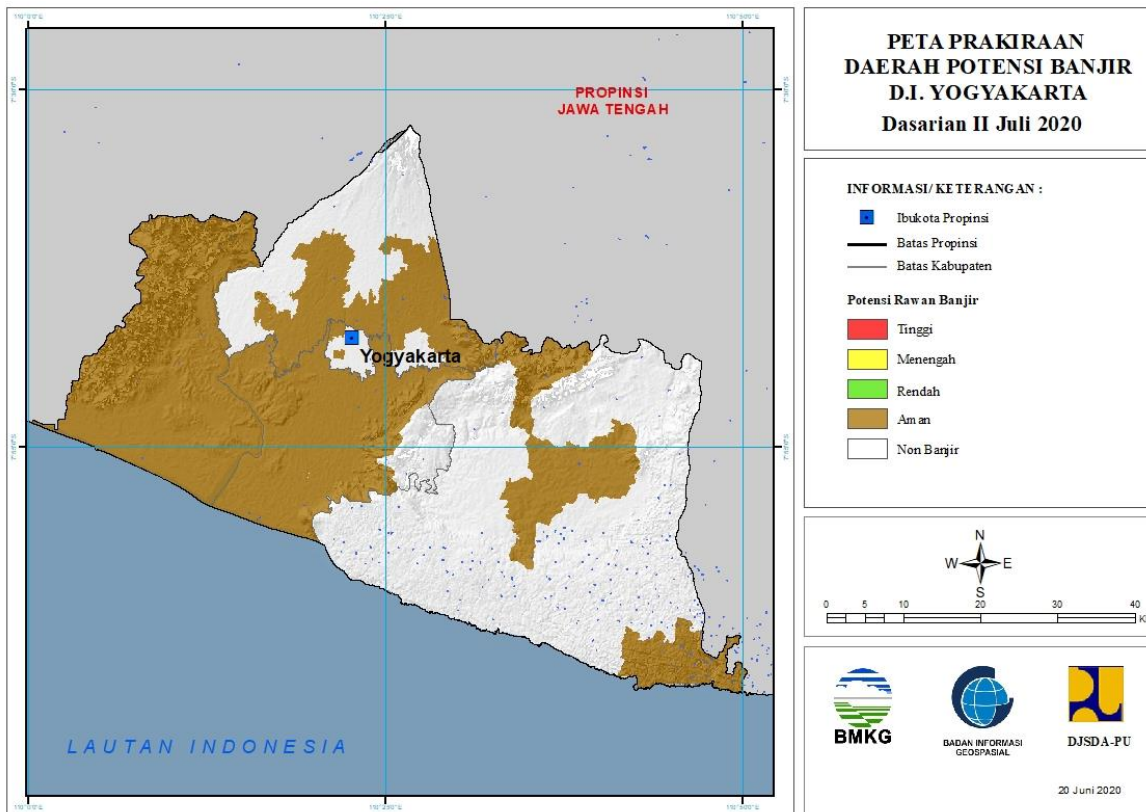 PROPINSI
JAWA TENGAH
Yogyakarta
LAUTAN INDONESIA
PETA PRAKIRAAN
DAERAH POTENSI BANJIR
D.I. YOGYAKARTA
Dasarian II Juli 2020
INFORMASI/ KETERANGAN :
Ibukota Propinsi
Batas Propinsi
Batas Kabupaten
Potensi Rawan Banjir
Tinggi
Menengah
Rendah
Aman
Non Banjir
N
W E
S
0 5 10 20 30 40
BMKG
BADAN INFORMASI
GEOSPASIAL
DJSDA-PU
20 Juni 2020